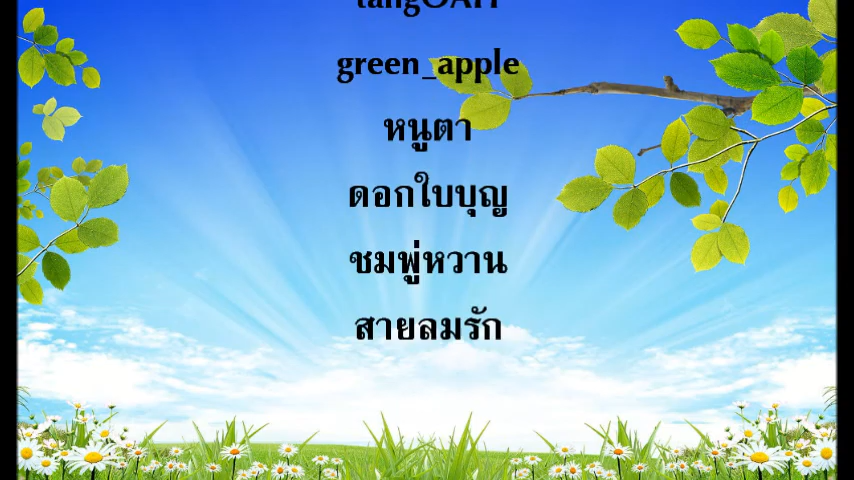 green_apple
หนูตา
ดอกใบบุญ
ชมพู่หวาน
สายลมรัก